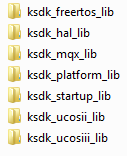 ksdk_freertos_lib
ksdk_hal_lib
ksdk_mqx_lib
ksdk_platform_lib
ksdk_startup_lib
ksdk_ucosii_lib
ksdk_ucosiii_lib